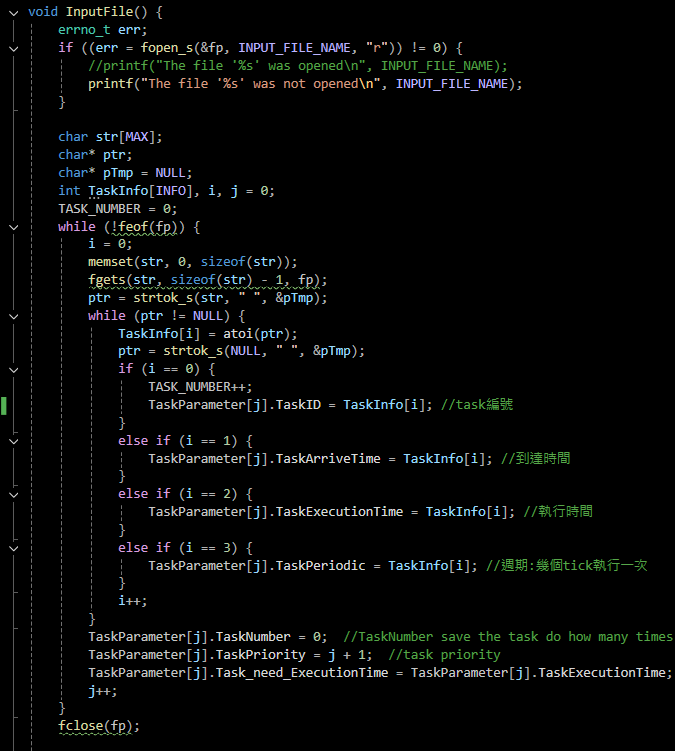 void InputFile() {
errno_t err;
if ((err = fopen_s(&fp, INPUT_FILE_NAME, "r")) != 0) {
//printf("The file '%s' was opened\n", INPUT_FILE_NAME);
printf("The file '%s' was not opened\n", INPUT_FILE_NAME);
}
char str[MAX];
char* ptr;
char* pTmp = NULL;
int TaskInfo[INFO], i, j = 0;
TASK_NUMBER = 0;
while (!feof(fp)) {
i = 0;
memset(str, 0, sizeof(str));
fgets(str, sizeof(str) - 1, fp);
ptr = strtok_s(str, " ", &pTmp);
while (ptr != NULL) {
TaskInfo[i] = atoi(ptr);
ptr = strtok_s(NULL, " ", &pTmp);
if (i == 0) {
TASK_NUMBER++;
TaskParameter[j].TaskID = TaskInfo[i]; //task編號
}
else if (i == 1) {
TaskParameter[j].TaskArriveTime = TaskInfo[i]; //到達時間
}
else if (i == 2) {
TaskParameter[j].TaskExecutionTime = TaskInfo[i]; //執行時間
}
else if (i == 3) {
TaskParameter[j].TaskPeriodic = TaskInfo[i]; //週期:幾個tick執行一次
}
i++;
}
TaskParameter[j].TaskNumber = 0; //TaskNumber save the task do how many times
TaskParameter[j].TaskPriority = j + 1; //task priority
TaskParameter[j].Task_need_ExecutionTime = TaskParameter[j].TaskExecutionTime;
j++;
}
fclose(fp);